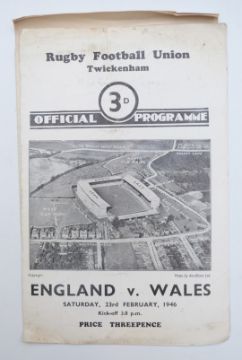 Rugby Football Union
Twickenham
3D
OFFICIAL PROGRAMME
Copyright
ENGLAND v. WALES
SATURDAY, 23rd FEBRUARY, 1946
Kick-off 3.0 p.m.
PRICE THREEPENCE